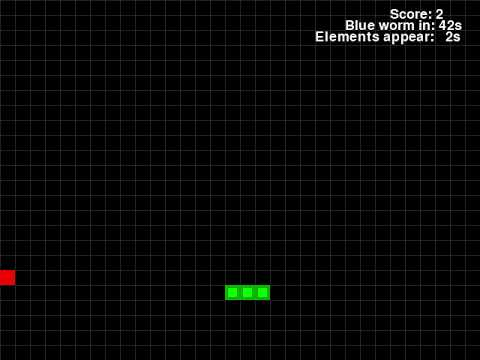 Score: 2
Blue worm in: 42s
Elements appear: 2s